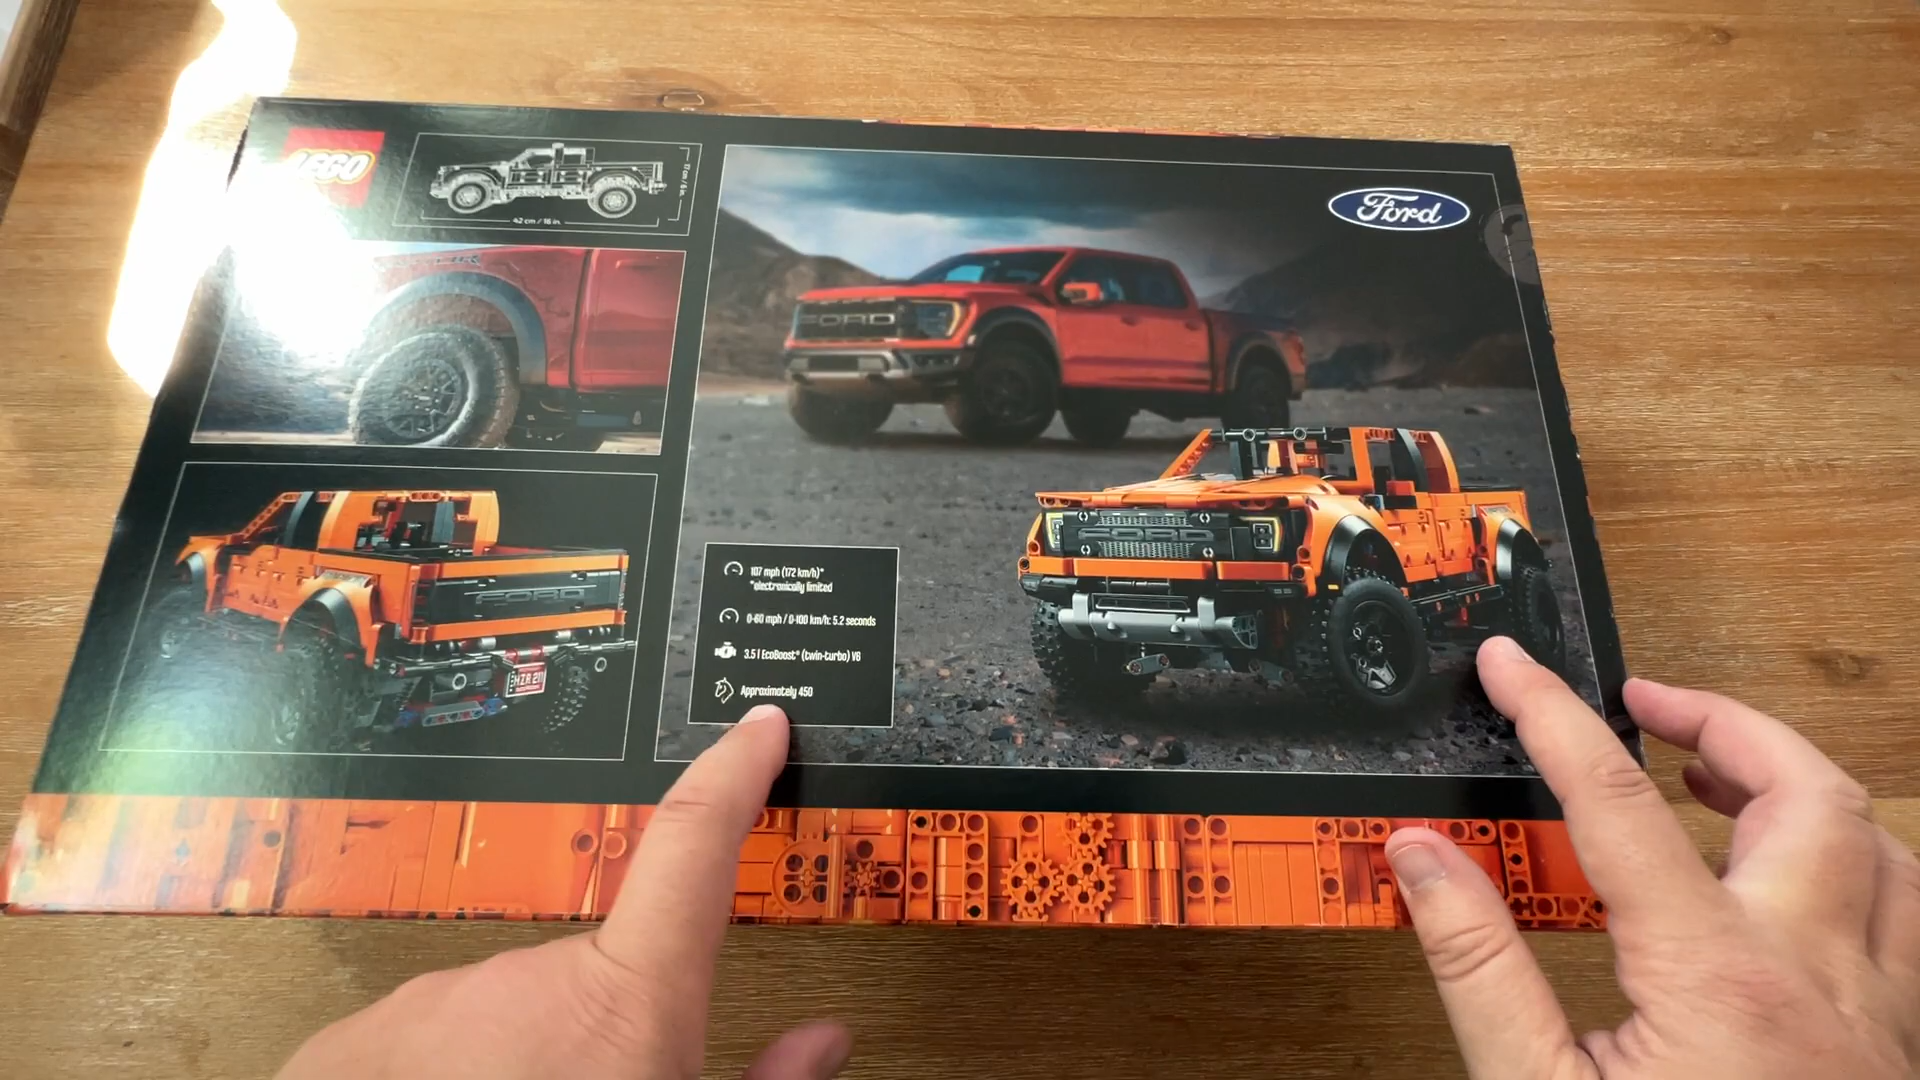 LEGO
42 cm / 16 in.
Ford
FORD
107 mph (172 km/h)*
*electronically limited
0-60 mph / 0-100 km/h: 5.2 seconds
3.5 l EcoBoost® (twin-turbo) V6
Approximately 450
FORD
FORD